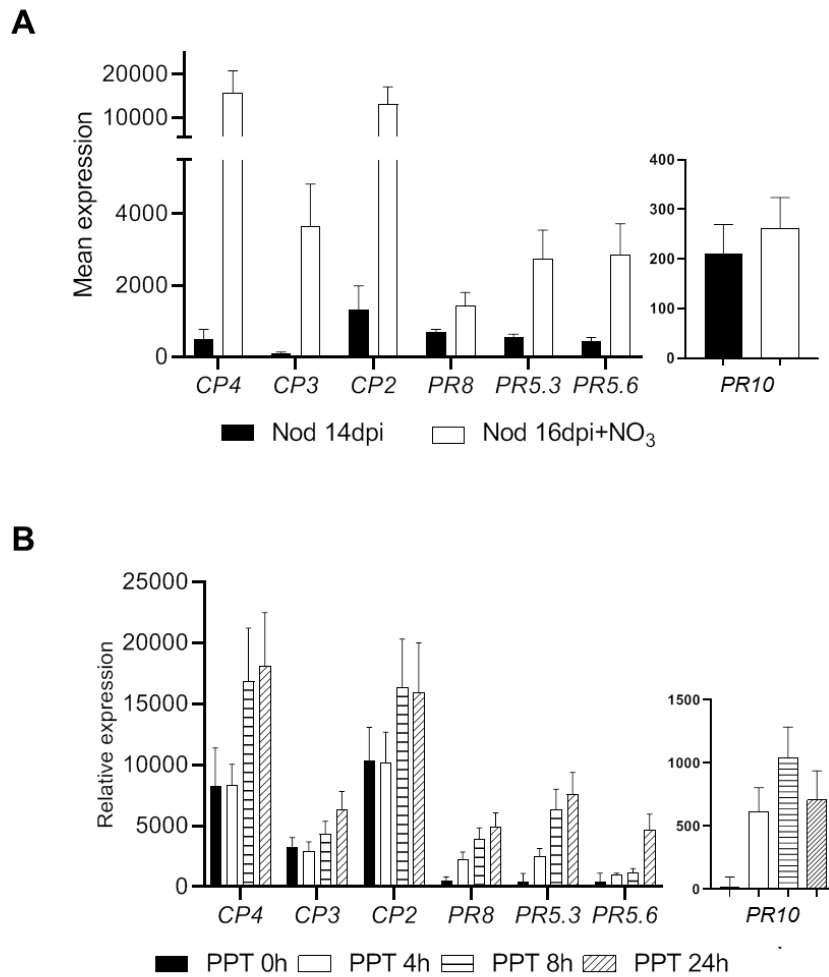 A
20000
10000
4000
2000
0
Mean expression
CP4 CP3 CP2 PR8 PR5.3 PR5.6
400
300
200
100
0
PR10
Nod 14dpi Nod 16dpi+NO₃
B
25000
20000
15000
10000
5000
0
Relative expression
CP4 CP3 CP2 PR8 PR5.3 PR5.6
1500
1000
500
0
PR10
PPT 0h PPT 4h PPT 8h PPT 24h